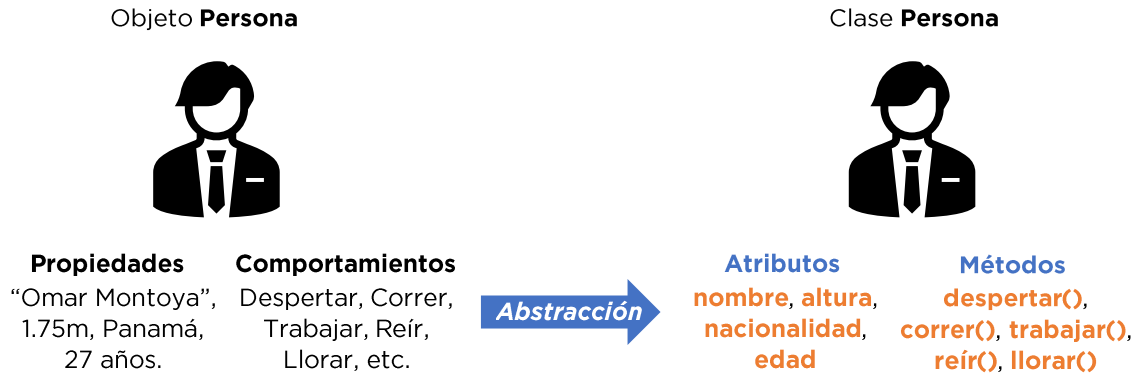 Objeto Persona
Propiedades
“Omar Montoya”,
1.75m, Panamá,
27 años.
Comportamientos
Despertar, Correr,
Trabajar, Reír,
Llorar, etc.
Abstracción
Clase Persona
Atributos
nombre, altura,
nacionalidad,
edad
Métodos
despertar(),
correr(), trabajar(),
reír(), llorar()